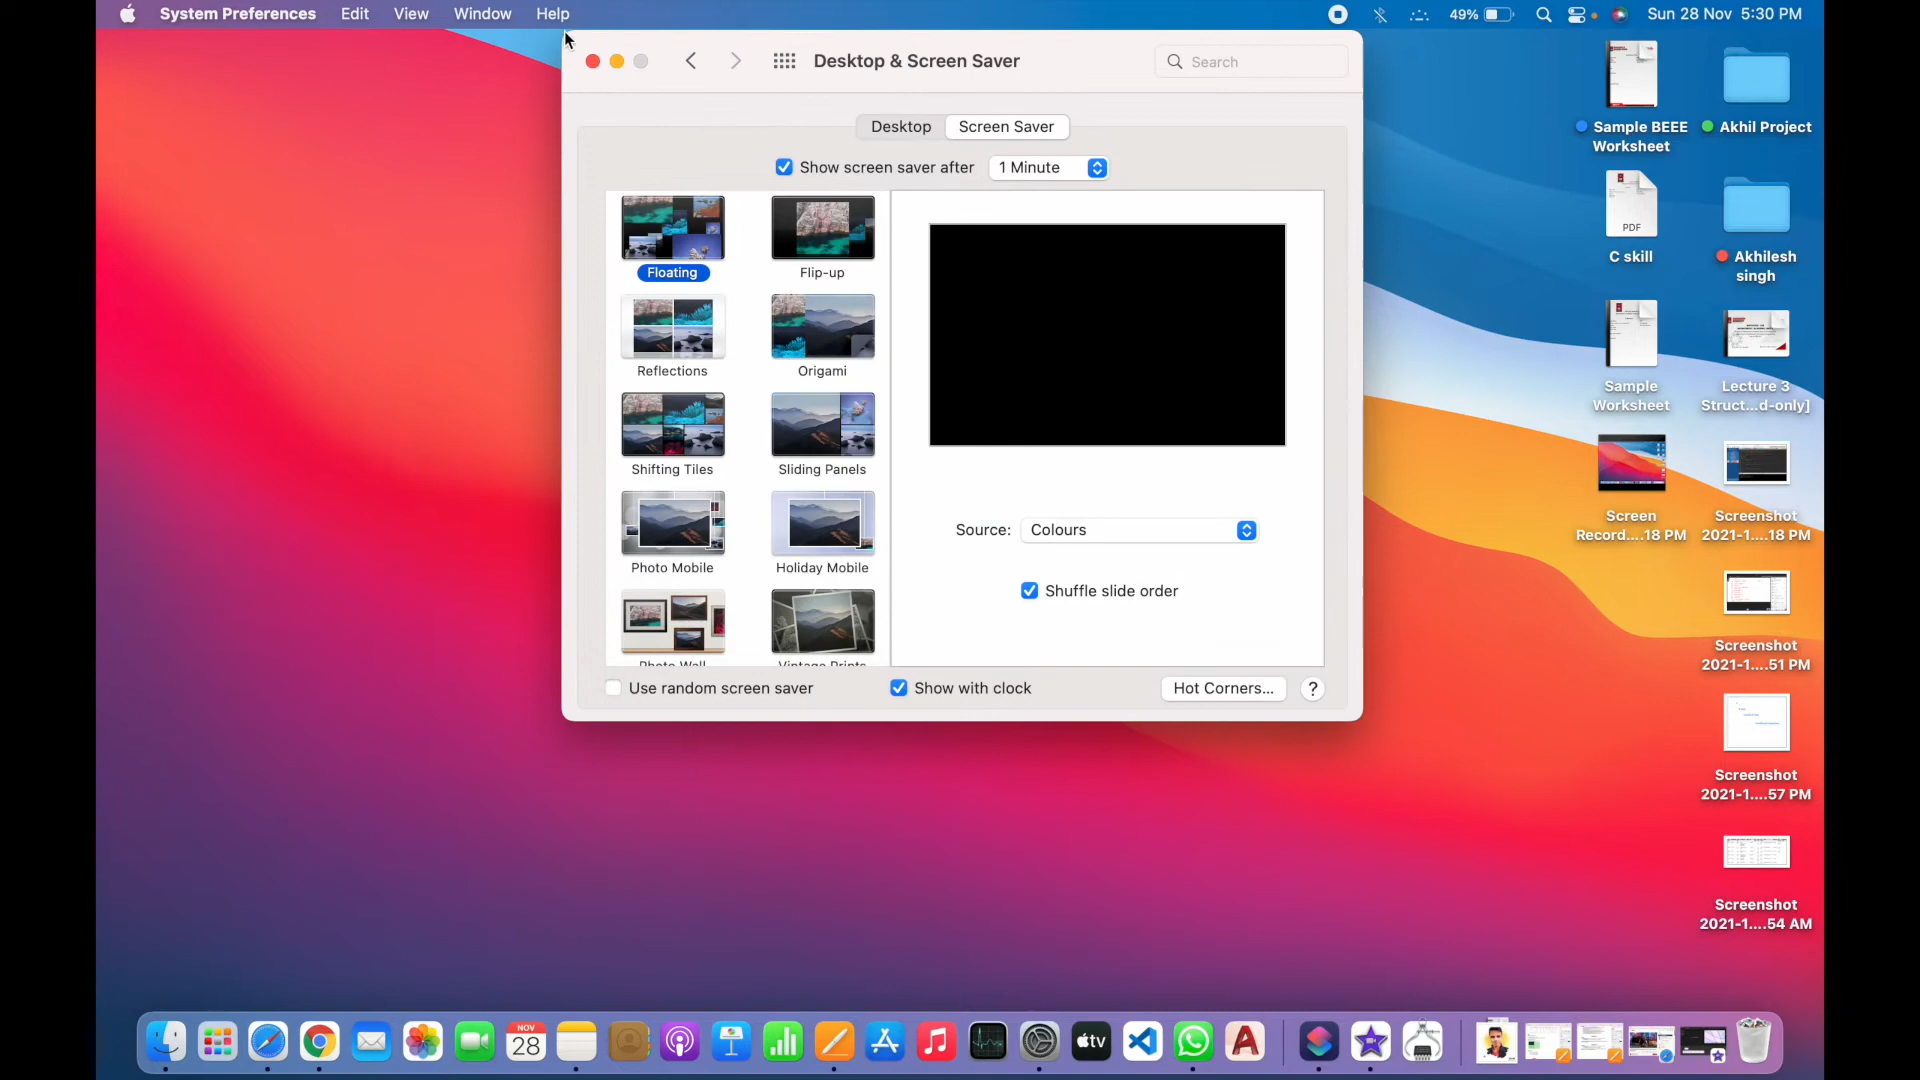 System Preferences Edit View Window Help 49% Sun 28 Nov 5:30 PM
Desktop & Screen Saver
Search
Desktop Screen Saver
Show screen saver after 1 Minute
Floating
Flip-up
Reflections
Origami
Shifting Tiles
Sliding Panels
Photo Mobile
Holiday Mobile
Photo Wall
Vintage Prints
Source: Colours
Shuffle slide order
Use random screen saver
Show with clock
Hot Corners...
?
Sample BEEE
Worksheet
Akhil Project
PDF
C skill
Akhilesh
singh
Sample
Worksheet
Lecture 3
Struct...d-only]
Screen
Record....18 PM
Screenshot
2021-1....18 PM
Screenshot
2021-1....51 PM
Screenshot
2021-1....57 PM
Screenshot
2021-1....54 AM
NOV
28
tv